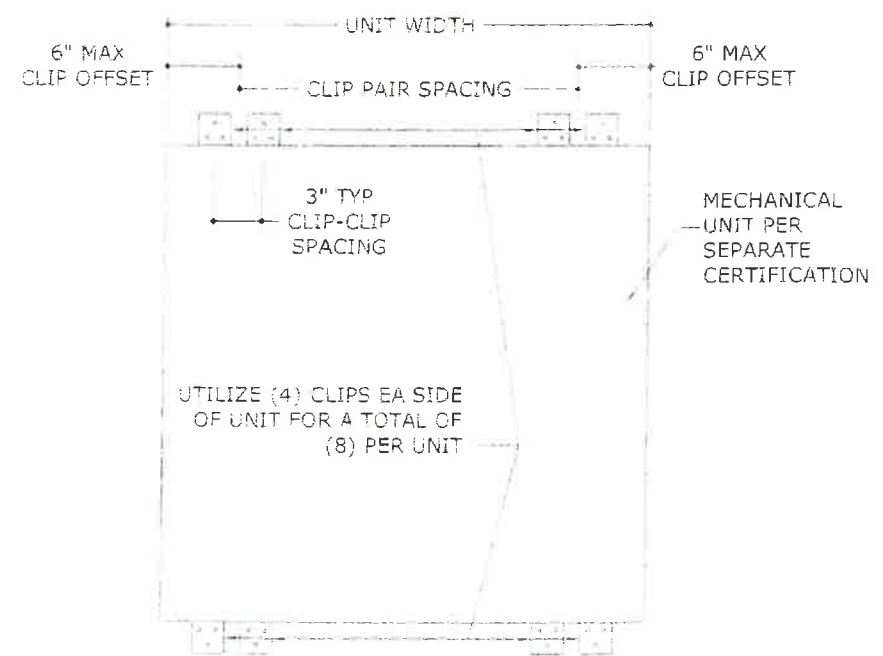 UNIT WIDTH
6" MAX
CLIP OFFSET
6" MAX
CLIP OFFSET
CLIP PAIR SPACING
3" TYP
CLIP-CLIP
SPACING
MECHANICAL
UNIT PER
SEPARATE
CERTIFICATION
UTILIZE (4) CLIPS EA SIDE
OF UNIT FOR A TOTAL OF
(8) PER UNIT